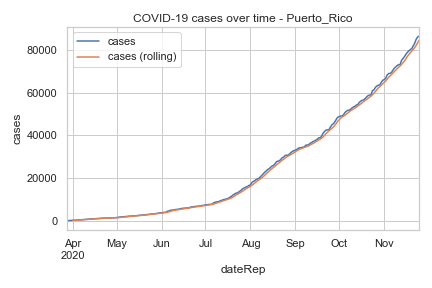 COVID-19 cases over time - Puerto_Rico
cases
cases (rolling)
80000
60000
40000
20000
0
cases
Apr May Jun Jul Aug Sep Oct Nov
2020
dateRep